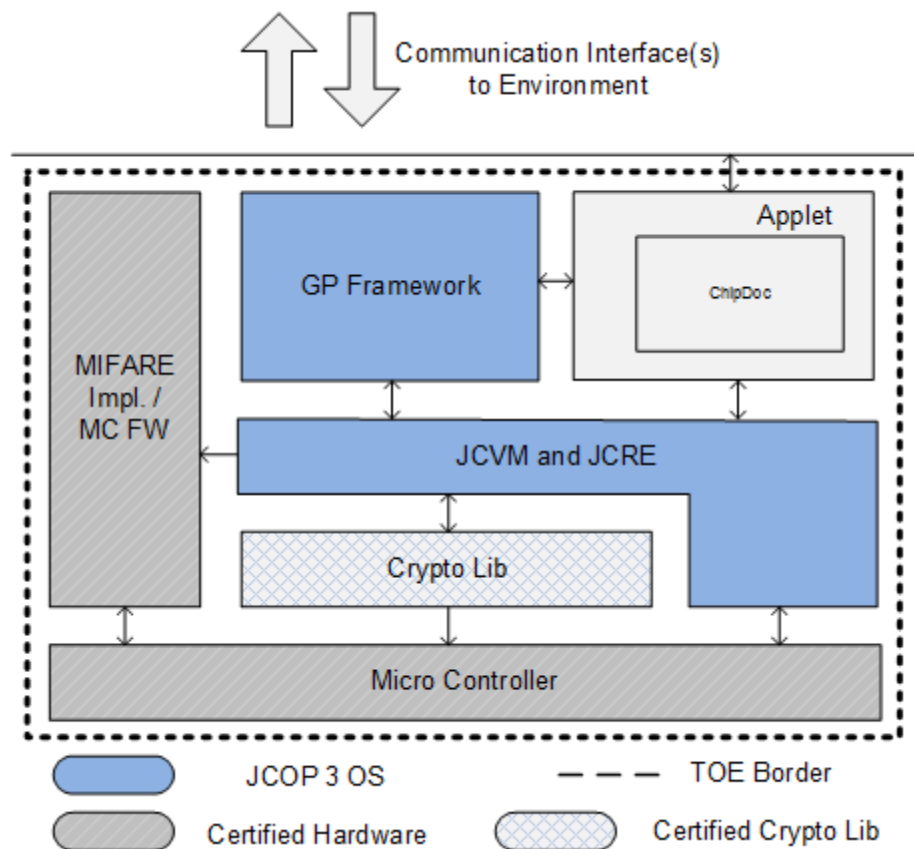 Communication Interface(s)
to Environment
Applet
GP Framework
ChipDoc
MIFARE
Impl. /
MC FW
JCVM and JCRE
Crypto Lib
Micro Controller
JCOP 3 OS
TOE Border
Certified Hardware
Certified Crypto Lib